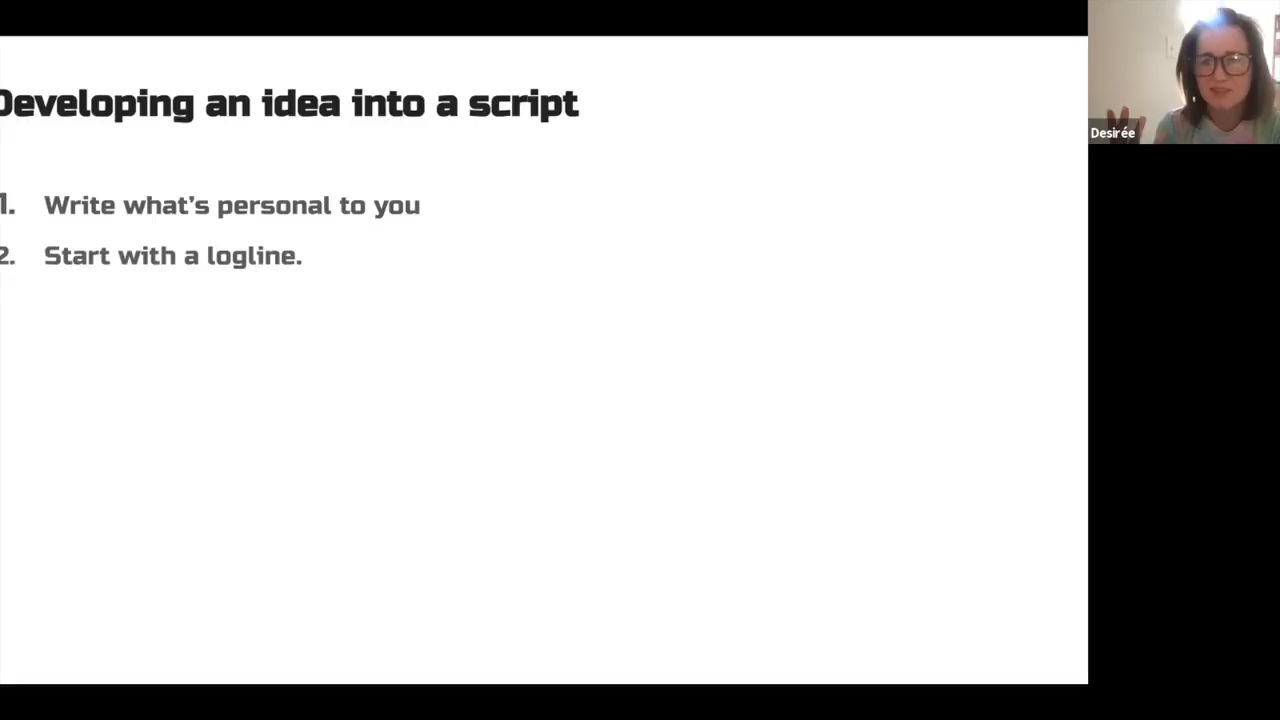 Developing an idea into a script
1. Write what's personal to you
2. Start with a logline.
Desirée